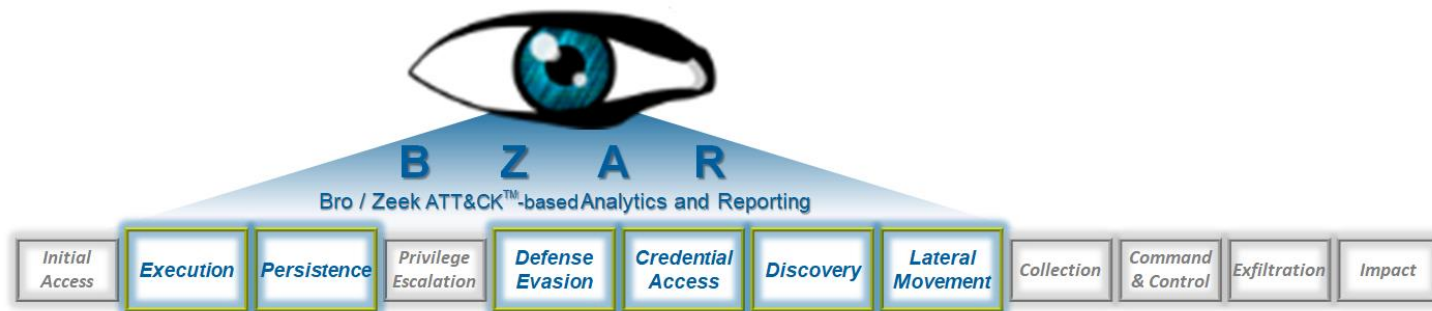 B Z A R
Bro / Zeek ATT&CK™-based Analytics and Reporting
Initial
Access
Execution
Persistence
Privilege
Escalation
Defense
Evasion
Credential
Access
Discovery
Lateral
Movement
Collection
Command
& Control
Exfiltration
Impact